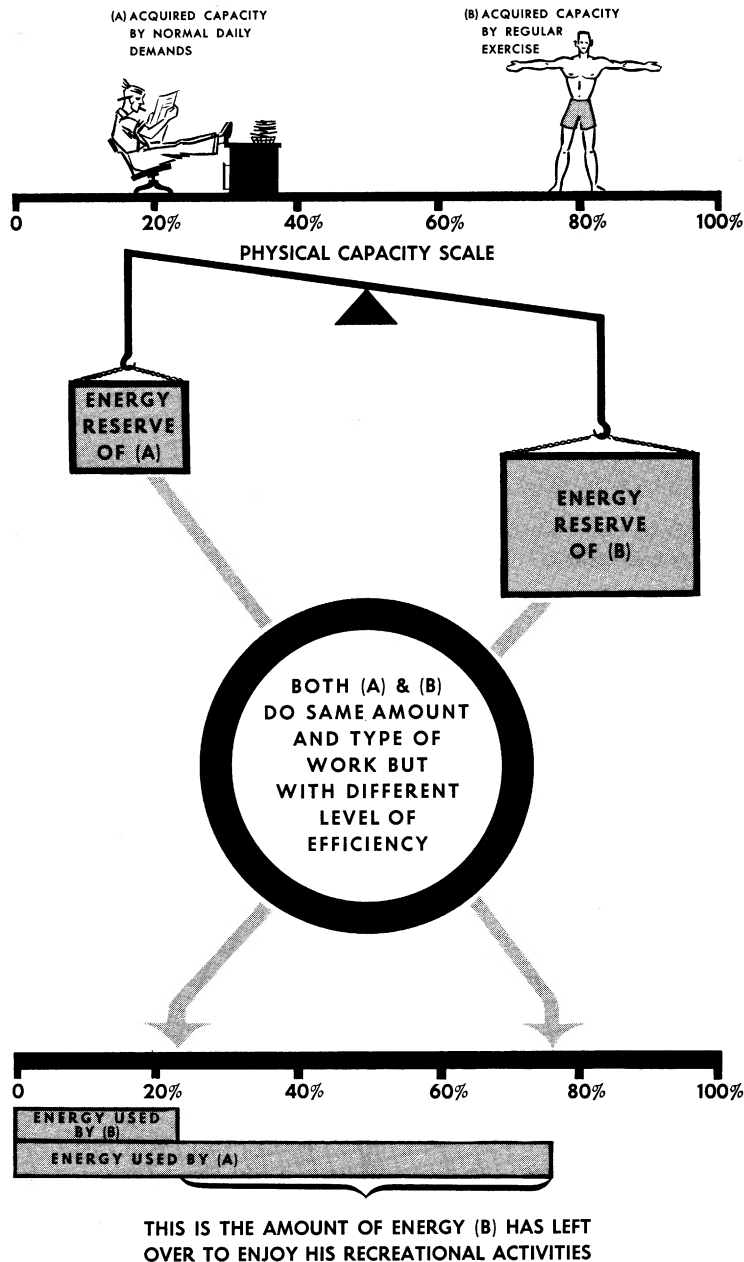 (A) ACQUIRED CAPACITY
BY NORMAL DAILY
DEMANDS
(B) ACQUIRED CAPACITY
BY REGULAR
EXERCISE
0 20% 40% 60% 80% 100%
PHYSICAL CAPACITY SCALE
ENERGY
RESERVE
OF (A)
ENERGY
RESERVE
OF (B)
BOTH (A) & (B)
DO SAME AMOUNT
AND TYPE OF
WORK BUT
WITH DIFFERENT
LEVEL OF
EFFICIENCY
0 20% 40% 60% 80% 100%
ENERGY USED
BY (B)
ENERGY USED BY (A)
THIS IS THE AMOUNT OF ENERGY (B) HAS LEFT
OVER TO ENJOY HIS RECREATIONAL ACTIVITIES